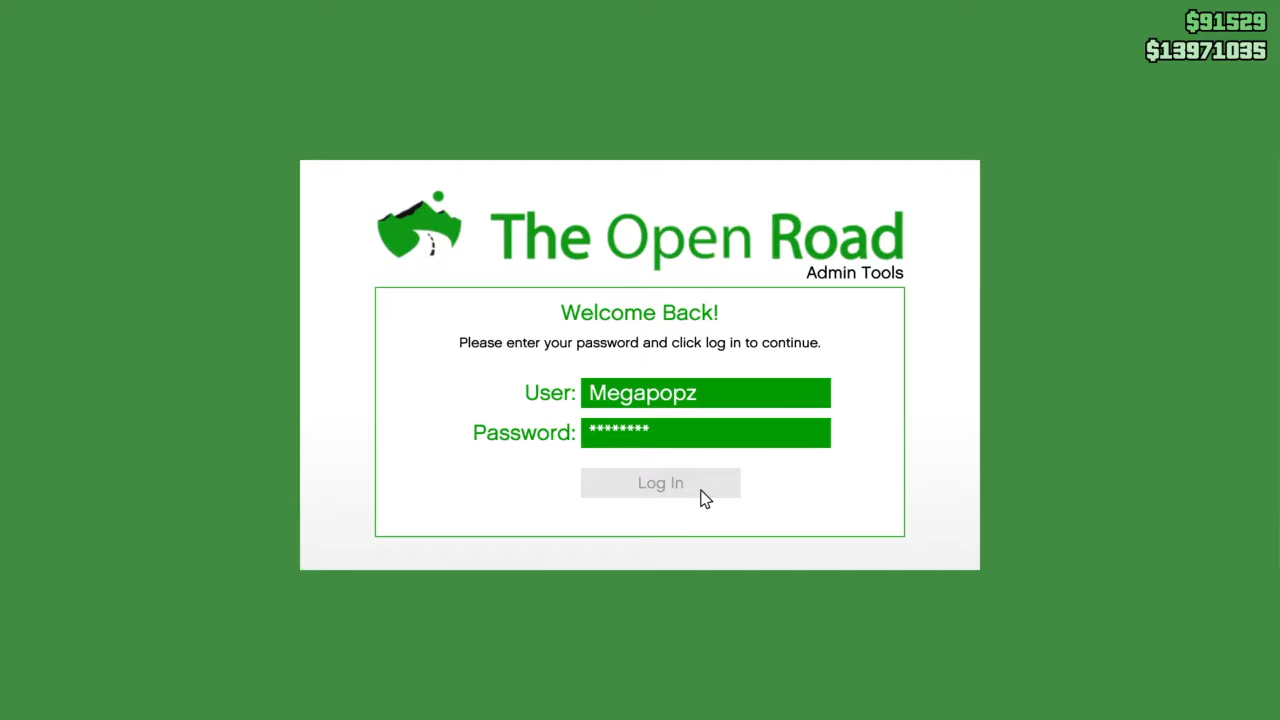 $91529
$13971035
The Open Road
Admin Tools
Welcome Back!
Please enter your password and click log in to continue.
User: Megapopz
Password: ********
Log In